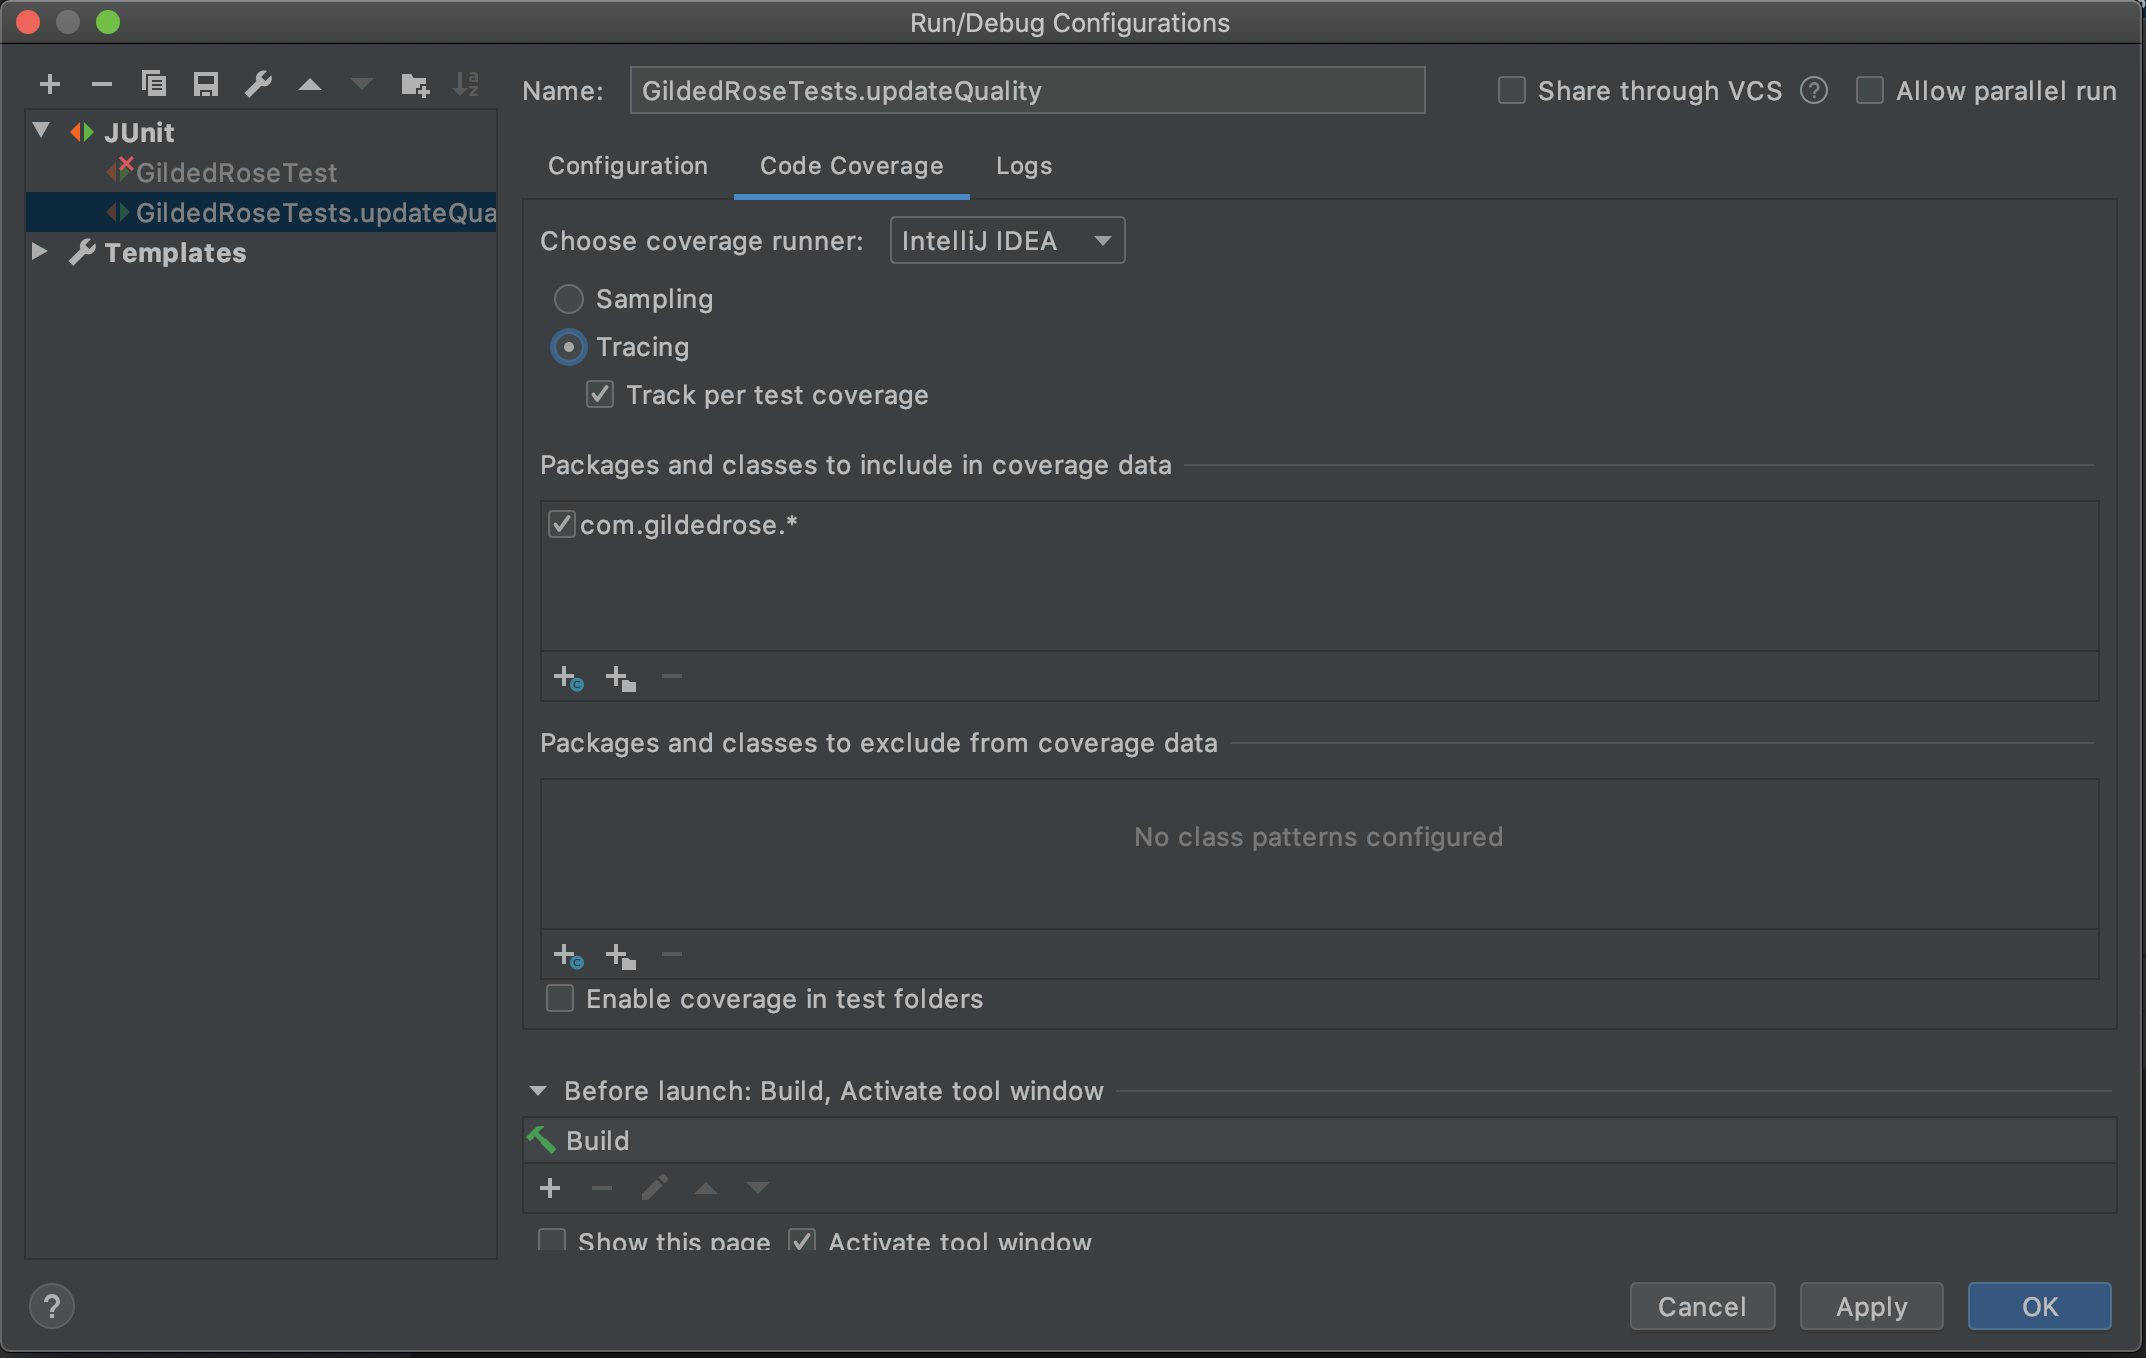 Run/Debug Configurations
Name: GildedRoseTests.updateQuality Share through VCS ? Allow parallel run
JUnit
GildedRoseTest
GildedRoseTests.updateQua
Templates
Configuration Code Coverage Logs
Choose coverage runner: IntelliJ IDEA
Sampling
Tracing
Track per test coverage
Packages and classes to include in coverage data
com.gildedrose.*
Packages and classes to exclude from coverage data
No class patterns configured
Enable coverage in test folders
Before launch: Build, Activate tool window
Build
Show this page Activate tool window
? Cancel Apply OK